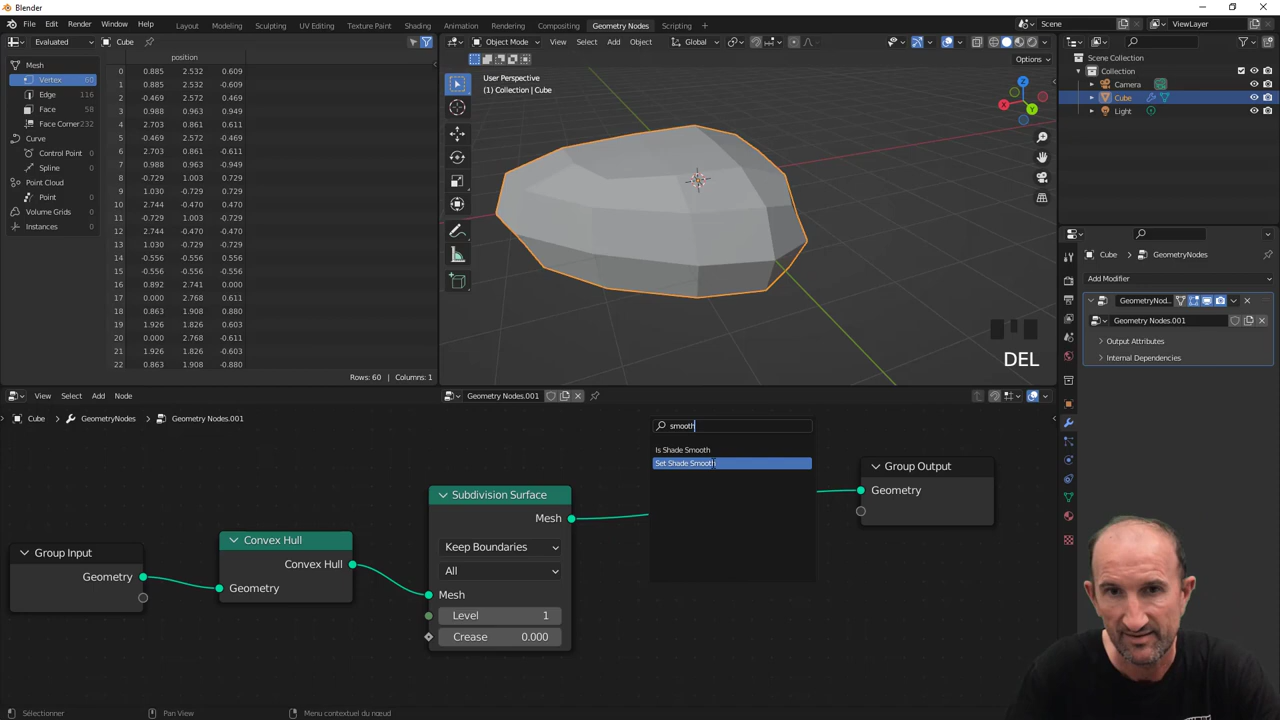 Blender
File Edit Render Window Help Layout Modeling Sculpting UV Editing Texture Paint Shading Animation Rendering Compositing Geometry Nodes Scripting + Scene ViewLayer
Evaluated Cube
Object Mode View Select Add Object Global
Options
position
Mesh
Vertex 60
Edge 116
Face 58
Face Corner 232
Curve
Control Point 0
Spline 0
Point Cloud
Point 0
Volume Grids 0
Instances 0
0 0.885 2.532 0.609
1 0.885 2.532 -0.609
2 -0.469 2.572 0.469
3 0.988 0.963 0.949
4 2.703 0.861 0.611
5 -0.469 2.572 -0.469
6 2.703 0.861 -0.611
7 0.988 0.963 -0.949
8 -0.729 1.003 0.729
9 1.030 -0.729 0.729
10 2.744 -0.470 0.470
11 -0.729 1.003 -0.729
12 2.744 -0.470 -0.470
13 1.030 -0.729 -0.729
14 -0.556 -0.556 0.556
15 -0.556 -0.556 -0.556
16 0.892 2.741 0.000
17 0.000 2.768 0.611
18 0.863 1.908 0.880
19 1.926 1.826 0.603
20 0.000 2.768 -0.611
21 1.926 1.826 -0.603
22 0.863 1.908 -0.880
Rows: 60 | Columns: 1
User Perspective
(1) Collection | Cube
Z
X
Y
DEL
Scene Collection
Collection
Camera
Cube
Light
Cube GeometryNodes
Add Modifier
GeometryNod...
Geometry Nodes.001
Output Attributes
Internal Dependencies
View Select Add Node
Geometry Nodes.001
Cube GeometryNodes Geometry Nodes.001
smooth
Is Shade Smooth
Set Shade Smooth
Group Output
Geometry
Subdivision Surface
Mesh
Keep Boundaries
All
Mesh
Level 1
Crease 0.000
Convex Hull
Convex Hull
Geometry
Group Input
Geometry
Sélectionner Pan View Menu contextuel du nœud